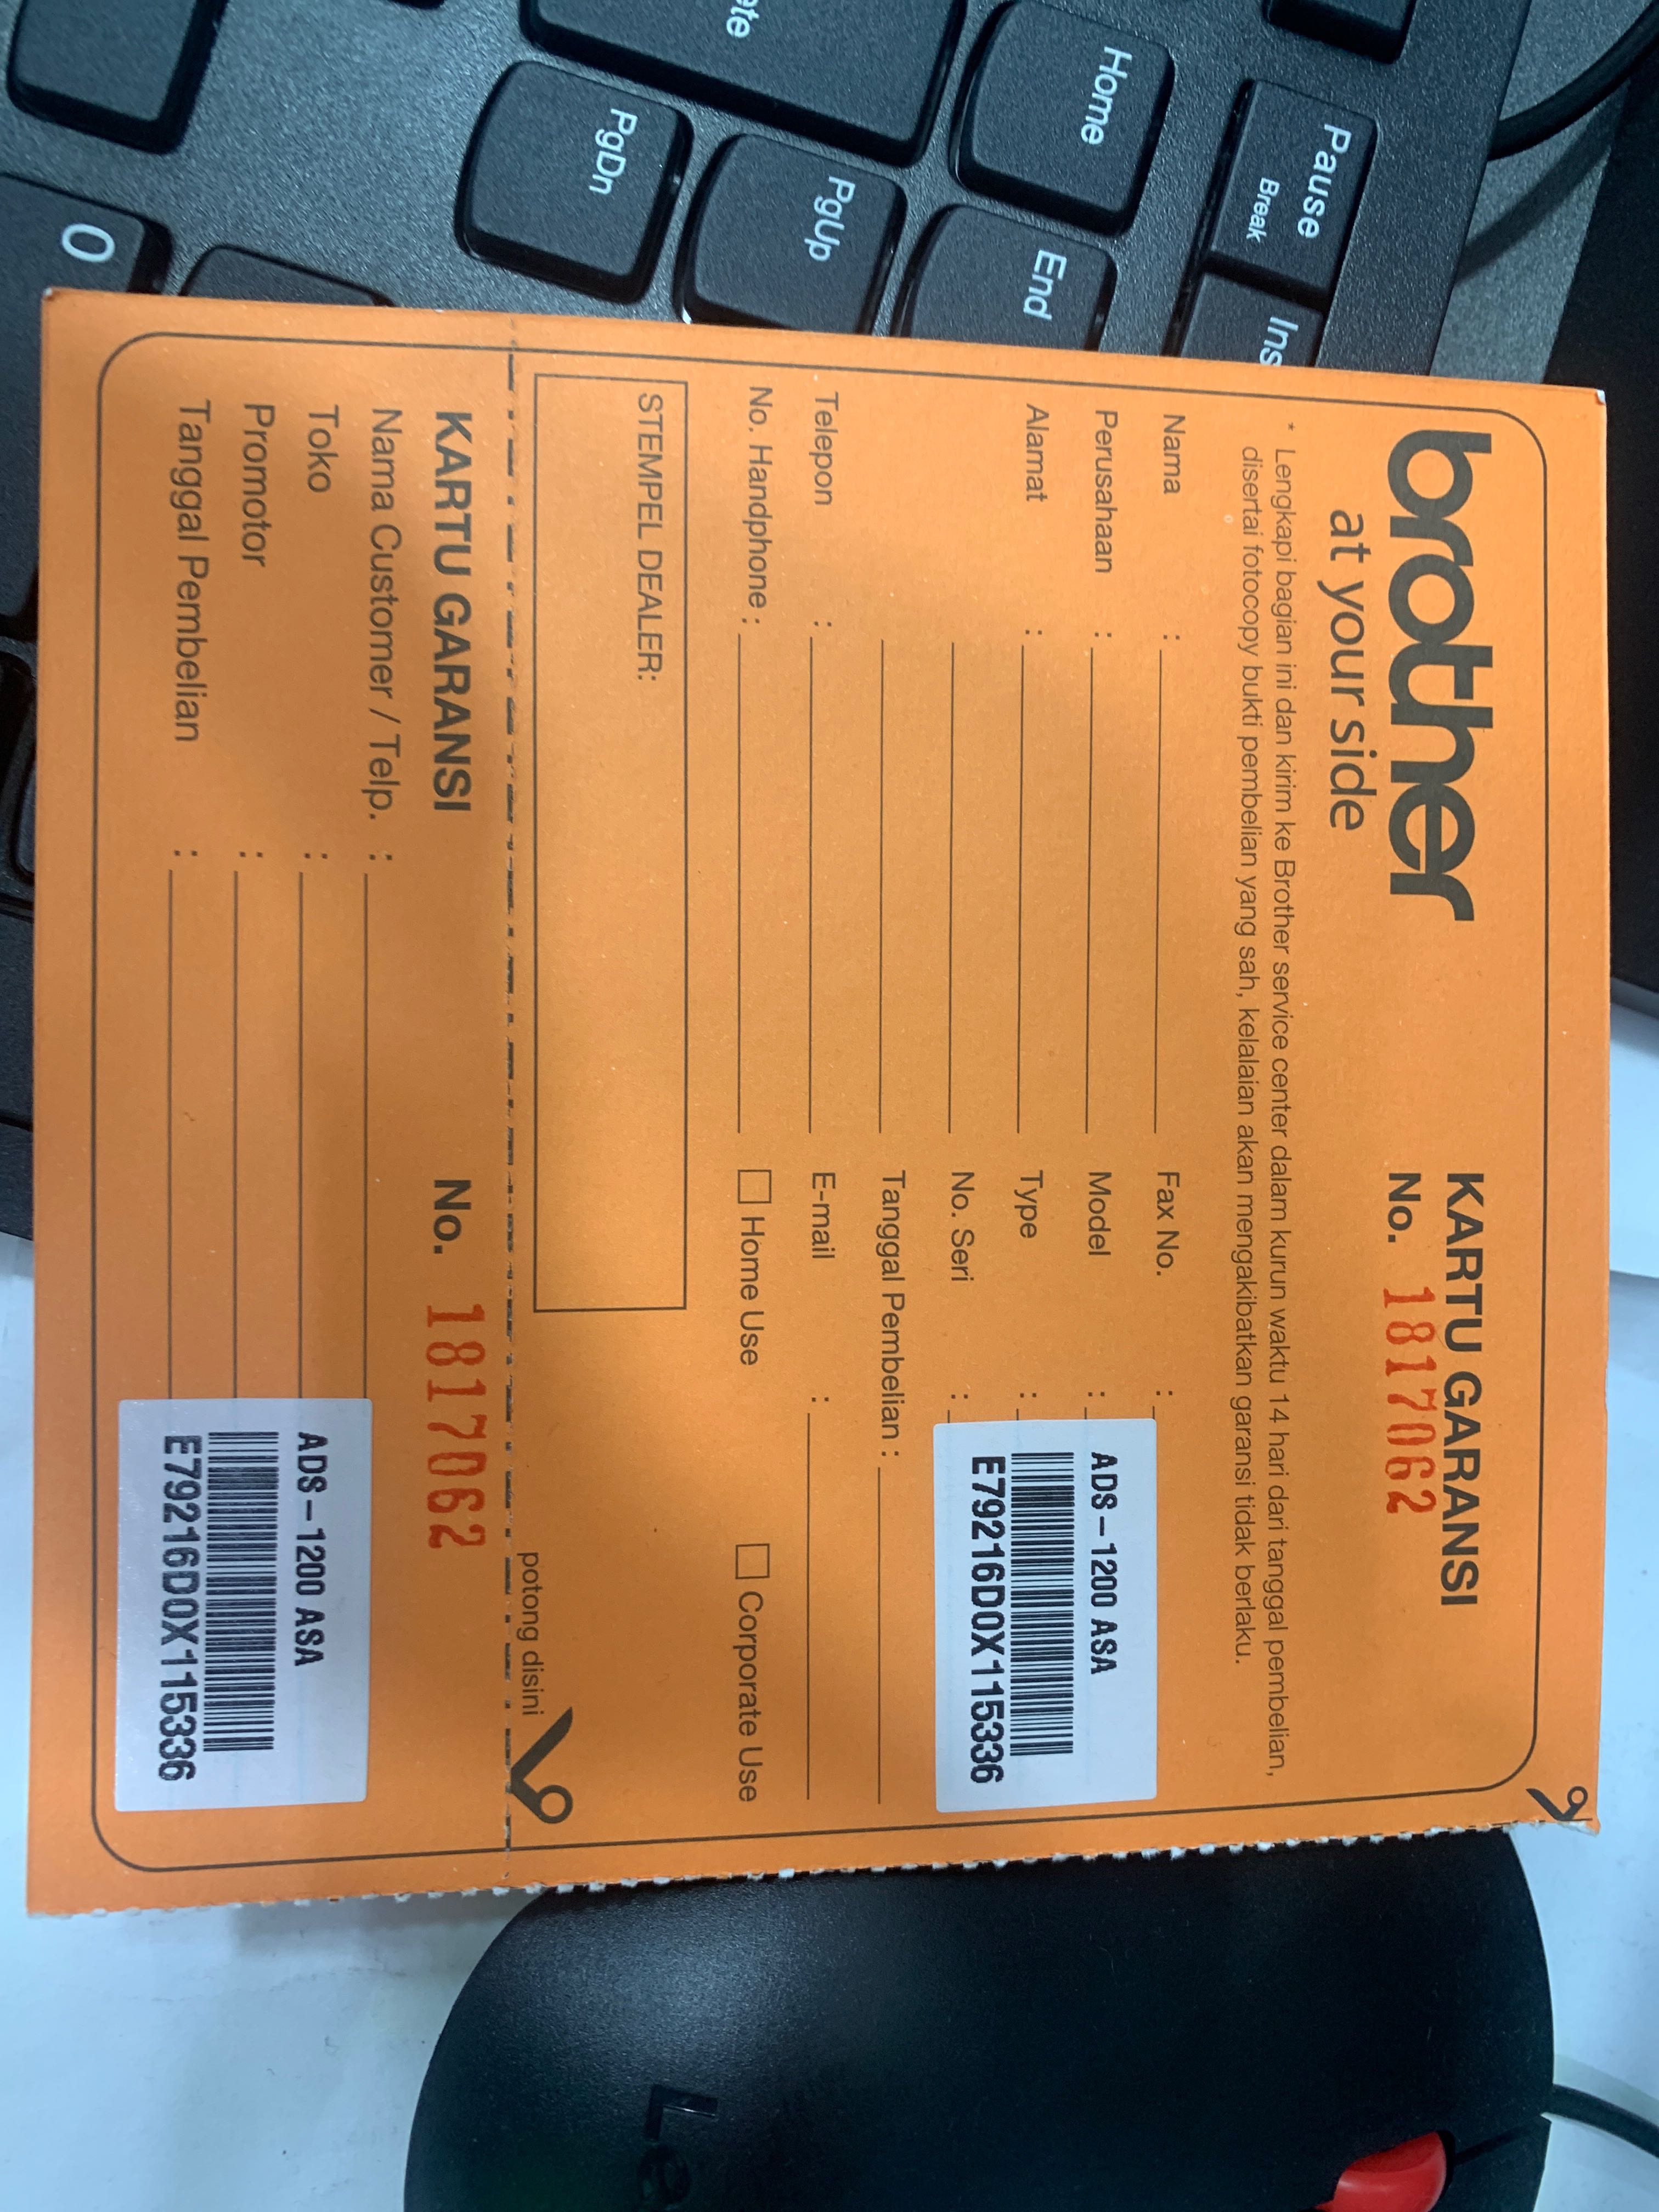 Pause
Break
Ins
Home
End
PgUp
PgDn
0
brother
at your side
KARTU GARANSI
No. 1817062
* Lengkapi bagian ini dan kirim ke Brother service center dalam kurun waktu 14 hari dari tanggal pembelian,
disertai fotocopy bukti pembelian yang sah, kelalaian akan mengakibatkan garansi tidak berlaku.
Nama :
Perusahaan :
Alamat :
Telepon :
No. Handphone :
Fax No. :
Model :
Type :
No. Seri :
ADS-1200 ASA
E79216D0X115336
Tanggal Pembelian :
E-mail :
Home Use
Corporate Use
STEMPEL DEALER:
potong disini
KARTU GARANSI
No. 1817062
Nama Customer / Telp. :
Toko :
Promotor :
Tanggal Pembelian :
ADS-1200 ASA
E79216D0X115336